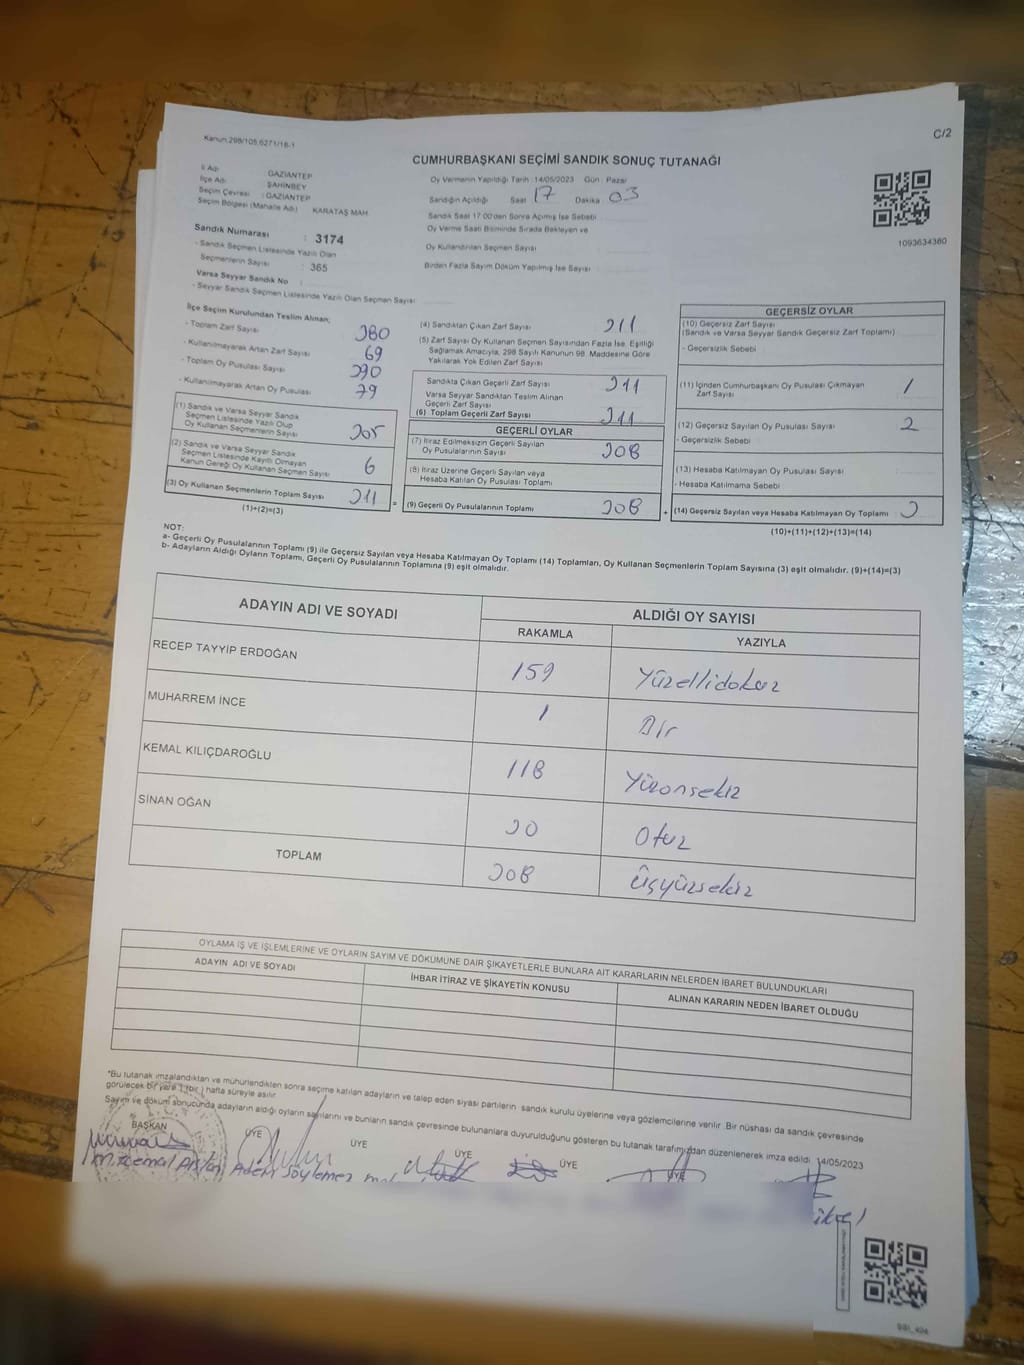 C/2
Kanun,298/105,6271/16-1
CUMHURBAŞKANI SEÇİMİ SANDIK SONUÇ TUTANAĞI
İl Adı GAZİANTEP
İlçe Adı ŞAHİNBEY
Seçim Çevresi : GAZİANTEP
Seçim Bölgesi (Mahalle Adı) KARATAŞ MAH
Oy Vermenin Yapıldığı Tarih : 14/05/2023 Gün : Pazar
Sandığın Açıldığı Saat 17 Dakika 03
Sandık Saat 17:00'den Sonra Açılmış İse Sebebi
Oy Verme Saati Bitiminde Sırada Bekleyen ve
Oy Kullandırılan Seçmen Sayısı
Birden Fazla Sayım Döküm Yapılmış İse Sayısı
1093634360
Sandık Numarası : 3174
- Sandık Seçmen Listesinde Yazılı Olan
Seçmenlerin Sayısı : 365
Varsa Seyyar Sandık No :
- Seyyar Sandık Seçmen Listesinde Yazılı Olan Seçmen Sayısı
İlçe Seçim Kurulundan Teslim Alınan;
- Toplam Zarf Sayısı 380
- Kullanılmayarak Artan Zarf Sayısı 69
- Toplam Oy Pusulası Sayısı 390
- Kullanılmayarak Artan Oy Pusulası 79
(1) Sandık ve Varsa Seyyar Sandık
Seçmen Listesinde Yazılı Olup
Oy Kullanan Seçmenlerin Sayısı 305
(2) Sandık ve Varsa Seyyar Sandık
Seçmen Listesinde Kayıtlı Olmayan
Kanun Gereği Oy Kullanan Seçmen Sayısı 6
(3) Oy Kullanan Seçmenlerin Toplam Sayısı 311
(1)+(2)=(3)
=
(4) Sandıktan Çıkan Zarf Sayısı 311
(5) Zarf Sayısı Oy Kullanan Seçmen Sayısından Fazla İse, Eşitliği
Sağlamak Amacıyla, 298 Sayılı Kanunun 98. Maddesine Göre
Yakılarak Yok Edilen Zarf Sayısı
Sandıkta Çıkan Geçerli Zarf Sayısı 311
Varsa Seyyar Sandıktan Teslim Alınan
Geçerli Zarf Sayısı
(6) Toplam Geçerli Zarf Sayısı 311
GEÇERLİ OYLAR
(7) İtiraz Edilmeksizin Geçerli Sayılan
Oy Pusulalarının Sayısı 308
(8) İtiraz Üzerine Geçerli Sayılan veya
Hesaba Katılan Oy Pusulası Toplamı
(9) Geçerli Oy Pusulalarının Toplamı 308
+
GEÇERSİZ OYLAR
(10) Geçersiz Zarf Sayısı
(Sandık ve Varsa Seyyar Sandık Geçersiz Zarf Toplamı)
- Geçersizlik Sebebi
(11) İçinden Cumhurbaşkanı Oy Pusulası Çıkmayan
Zarf Sayısı 1
(12) Geçersiz Sayılan Oy Pusulası Sayısı 2
- Geçersizlik Sebebi
(13) Hesaba Katılmayan Oy Pusulası Sayısı
- Hesaba Katılmama Sebebi
(14) Geçersiz Sayılan veya Hesaba Katılmayan Oy Toplamı : 3
(10)+(11)+(12)+(13)=(14)
NOT:
a- Geçerli Oy Pusulalarının Toplamı (9) ile Geçersiz Sayılan veya Hesaba Katılmayan Oy Toplamı (14) Toplamları, Oy Kullanan Seçmenlerin Toplam Sayısına (3) eşit olmalıdır. (9)+(14)=(3)
b- Adayların Aldığı Oyların Toplamı, Geçerli Oy Pusulalarının Toplamına (9) eşit olmalıdır.
ADAYIN ADI VE SOYADI
ALDIĞI OY SAYISI
RAKAMLA YAZIYLA
RECEP TAYYİP ERDOĞAN 159 Yüzellidokuz
MUHARREM İNCE 1 Bir
KEMAL KILIÇDAROĞLU 118 Yüzonsekiz
SİNAN OĞAN 30 Otuz
TOPLAM 308 Üçyüzsekiz
OYLAMA İŞ VE İŞLEMLERİNE VE OYLARIN SAYIM VE DÖKÜMÜNE DAİR ŞİKAYETLERLE BUNLARA AİT KARARLARIN NELERDEN İBARET BULUNDUKLARI
ADAYIN ADI VE SOYADI İHBAR İTİRAZ VE ŞİKAYETİN KONUSU ALINAN KARARIN NEDEN İBARET OLDUĞU
*Bu tutanak imzalandıktan ve mühürlendikten sonra seçime katılan adayların ve talep eden siyasi partilerin sandık kurulu üyelerine veya gözlemcilerine verilir. Bir nüshası da sandık çevresinde
görülecek bir yere 1 (bir) hafta süreyle asılır.
Sayım ve döküm sonucunda adayların aldığı oyların sayılarını ve bunların sandık çevresinde bulunanlara duyurulduğunu gösteren bu tutanak tarafımızdan düzenlenerek imza edildi. 14/05/2023
BAŞKAN ÜYE ÜYE ÜYE ÜYE ÜYE
M. Kemal Arslan Adem Söylemez